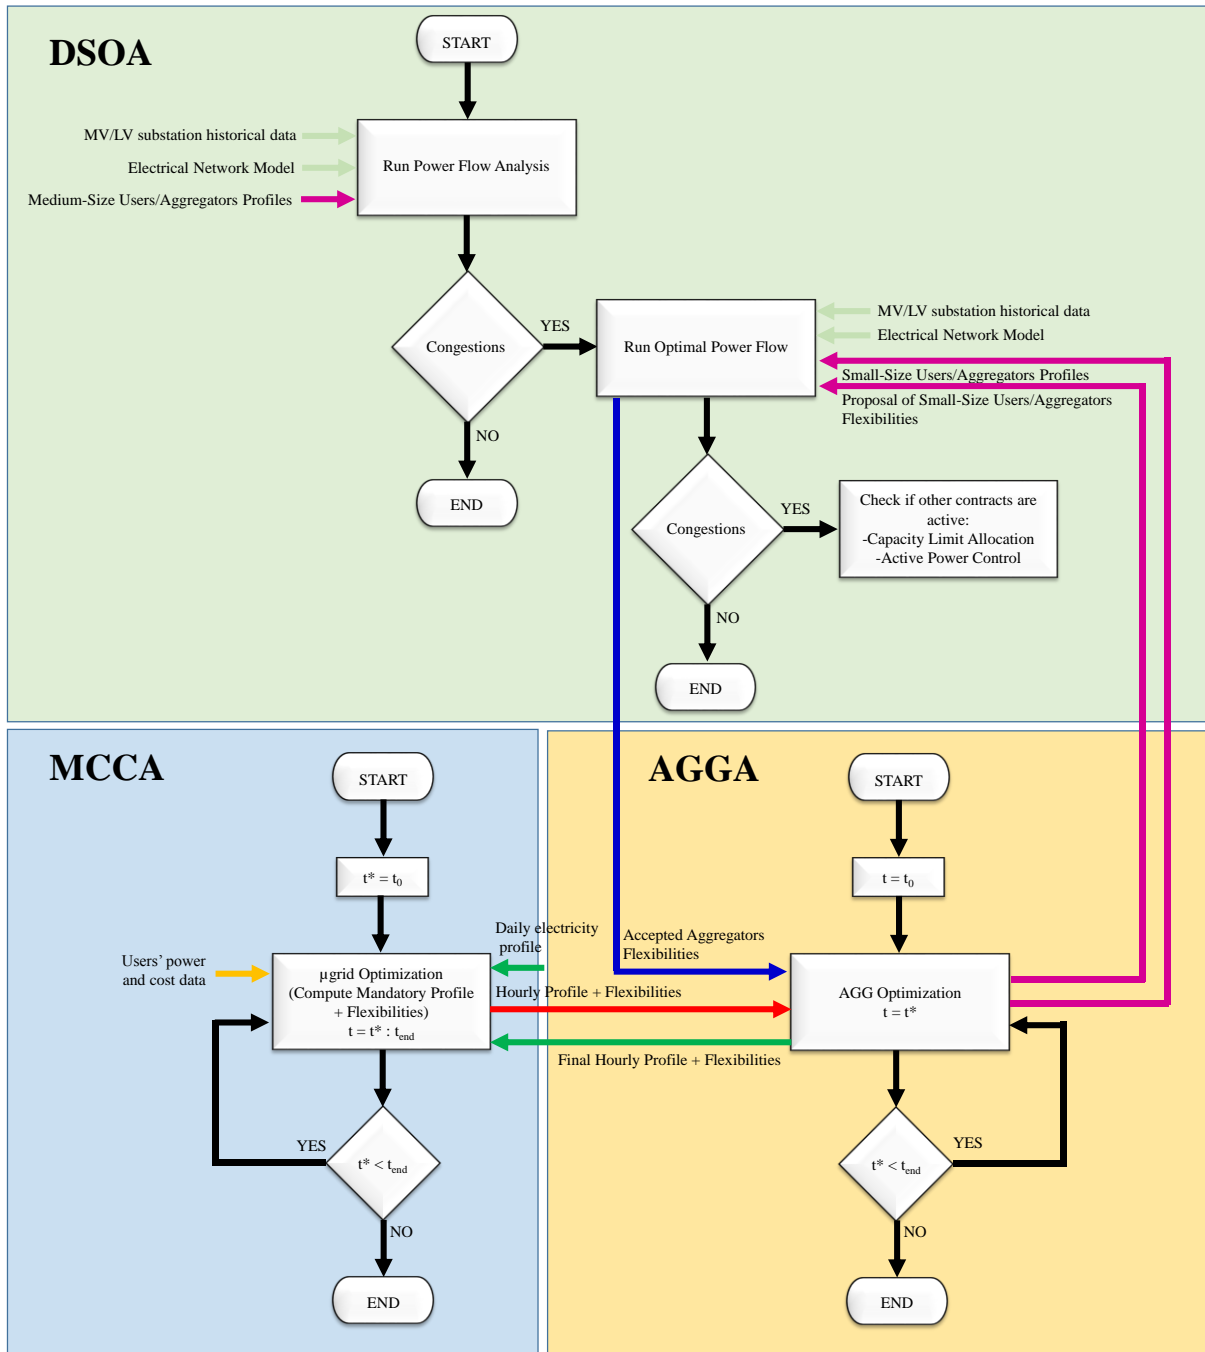 DSOA
START
MV/LV substation historical data
Electrical Network Model
Medium-Size Users/Aggregators Profiles
Run Power Flow Analysis
Congestions
YES
NO
END
Run Optimal Power Flow
MV/LV substation historical data
Electrical Network Model
Small-Size Users/Aggregators Profiles
Proposal of Small-Size Users/Aggregators
Flexibilities
Congestions
YES
NO
END
Check if other contracts are
active:
-Capacity Limit Allocation
-Active Power Control
MCCA
START
t* = t0
Users' power
and cost data
µgrid Optimization
(Compute Mandatory Profile
+ Flexibilities)
t = t* : tend
Daily electricity
profile
Hourly Profile + Flexibilities
Final Hourly Profile + Flexibilities
YES
t* < tend
NO
END
AGGA
START
t = t0
Accepted Aggregators
Flexibilities
AGG Optimization
t = t*
t* < tend
YES
NO
END